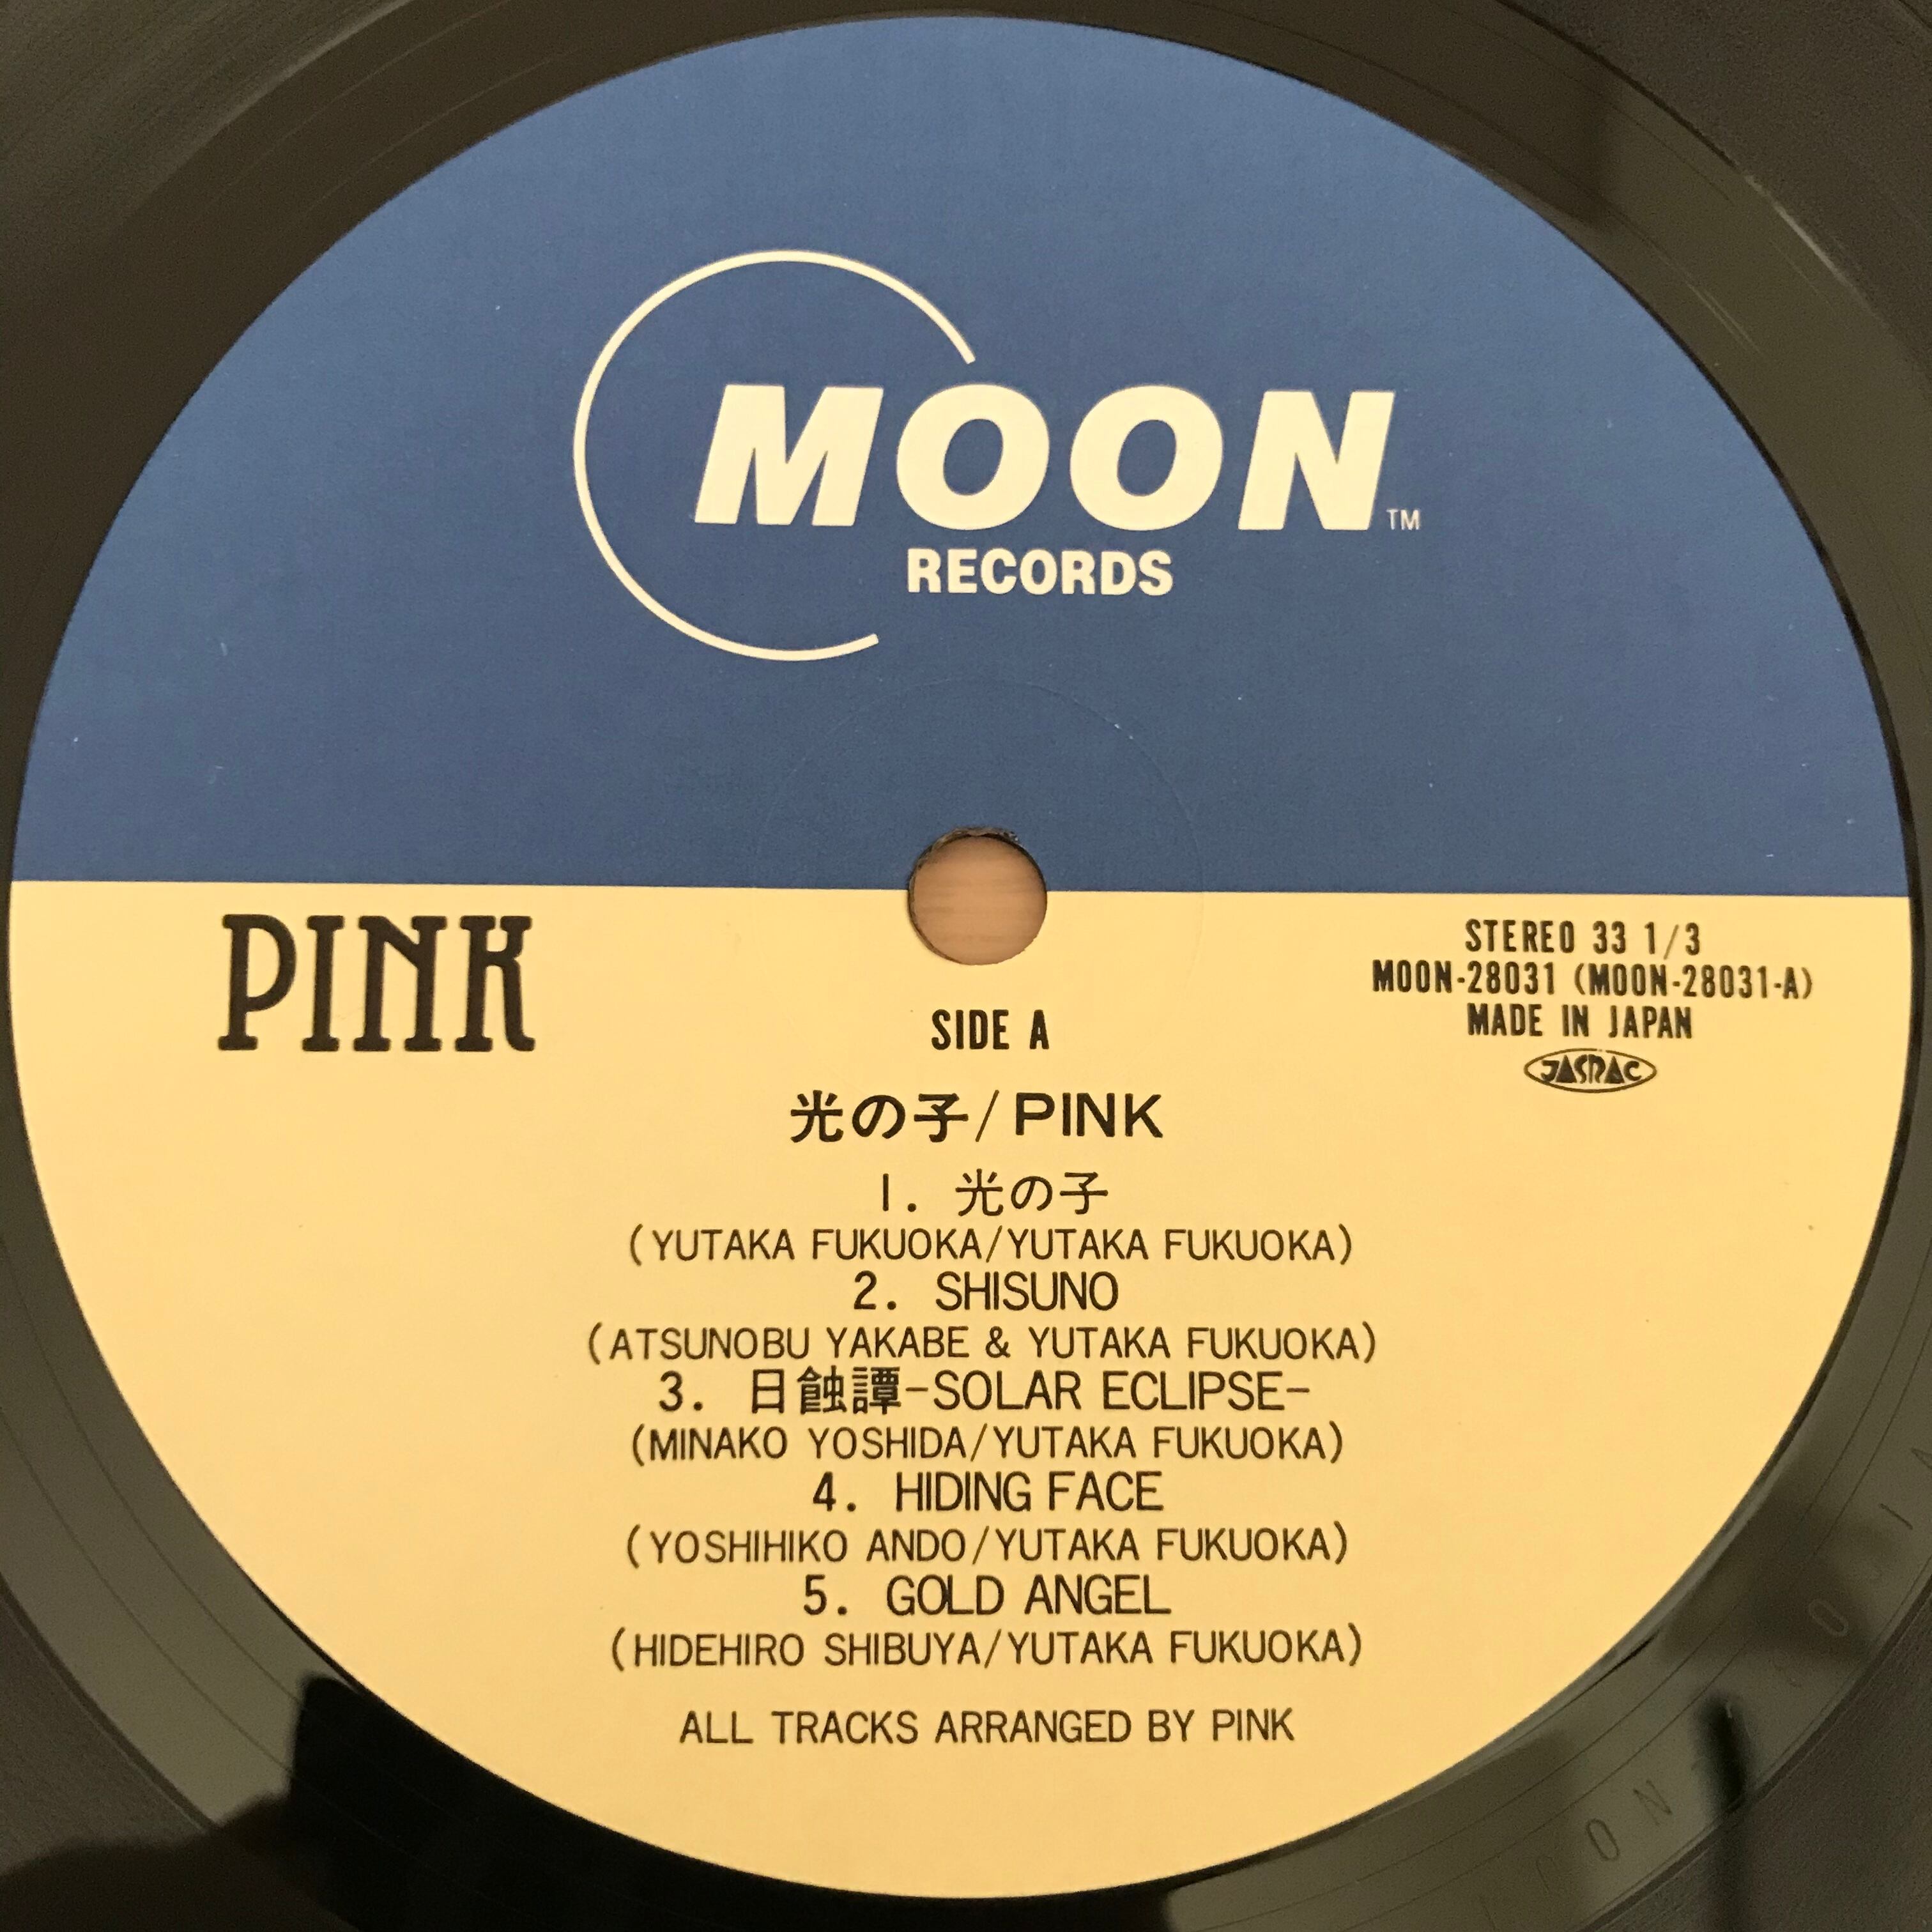 MOON™
RECORDS
PINK
STEREO 33 1/3
MOON-28031 (MOON-28031-A)
MADE IN JAPAN
JASRAC
SIDE A
光の子/PINK
1. 光の子
(YUTAKA FUKUOKA/YUTAKA FUKUOKA)
2. SHISUNO
(ATSUNOBU YAKABE & YUTAKA FUKUOKA)
3. 日蝕譚-SOLAR ECLIPSE-
(MINAKO YOSHIDA/YUTAKA FUKUOKA)
4. HIDING FACE
(YOSHIHIKO ANDO/YUTAKA FUKUOKA)
5. GOLD ANGEL
(HIDEHIRO SHIBUYA/YUTAKA FUKUOKA)
ALL TRACKS ARRANGED BY PINK